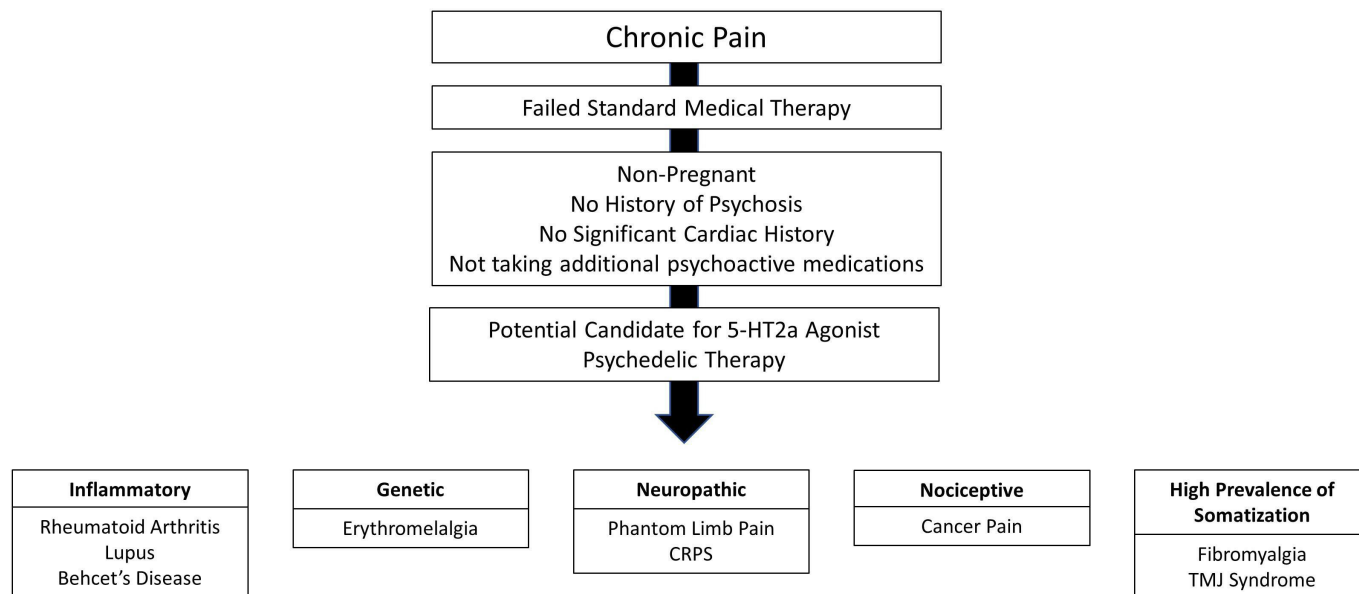 Chronic Pain
Failed Standard Medical Therapy
Non-Pregnant
No History of Psychosis
No Significant Cardiac History
Not taking additional psychoactive medications
Potential Candidate for 5-HT2a Agonist
Psychedelic Therapy
Inflammatory
Rheumatoid Arthritis
Lupus
Behcet's Disease
Genetic
Erythromelalgia
Neuropathic
Phantom Limb Pain
CRPS
Nociceptive
Cancer Pain
High Prevalence of
Somatization
Fibromyalgia
TMJ Syndrome